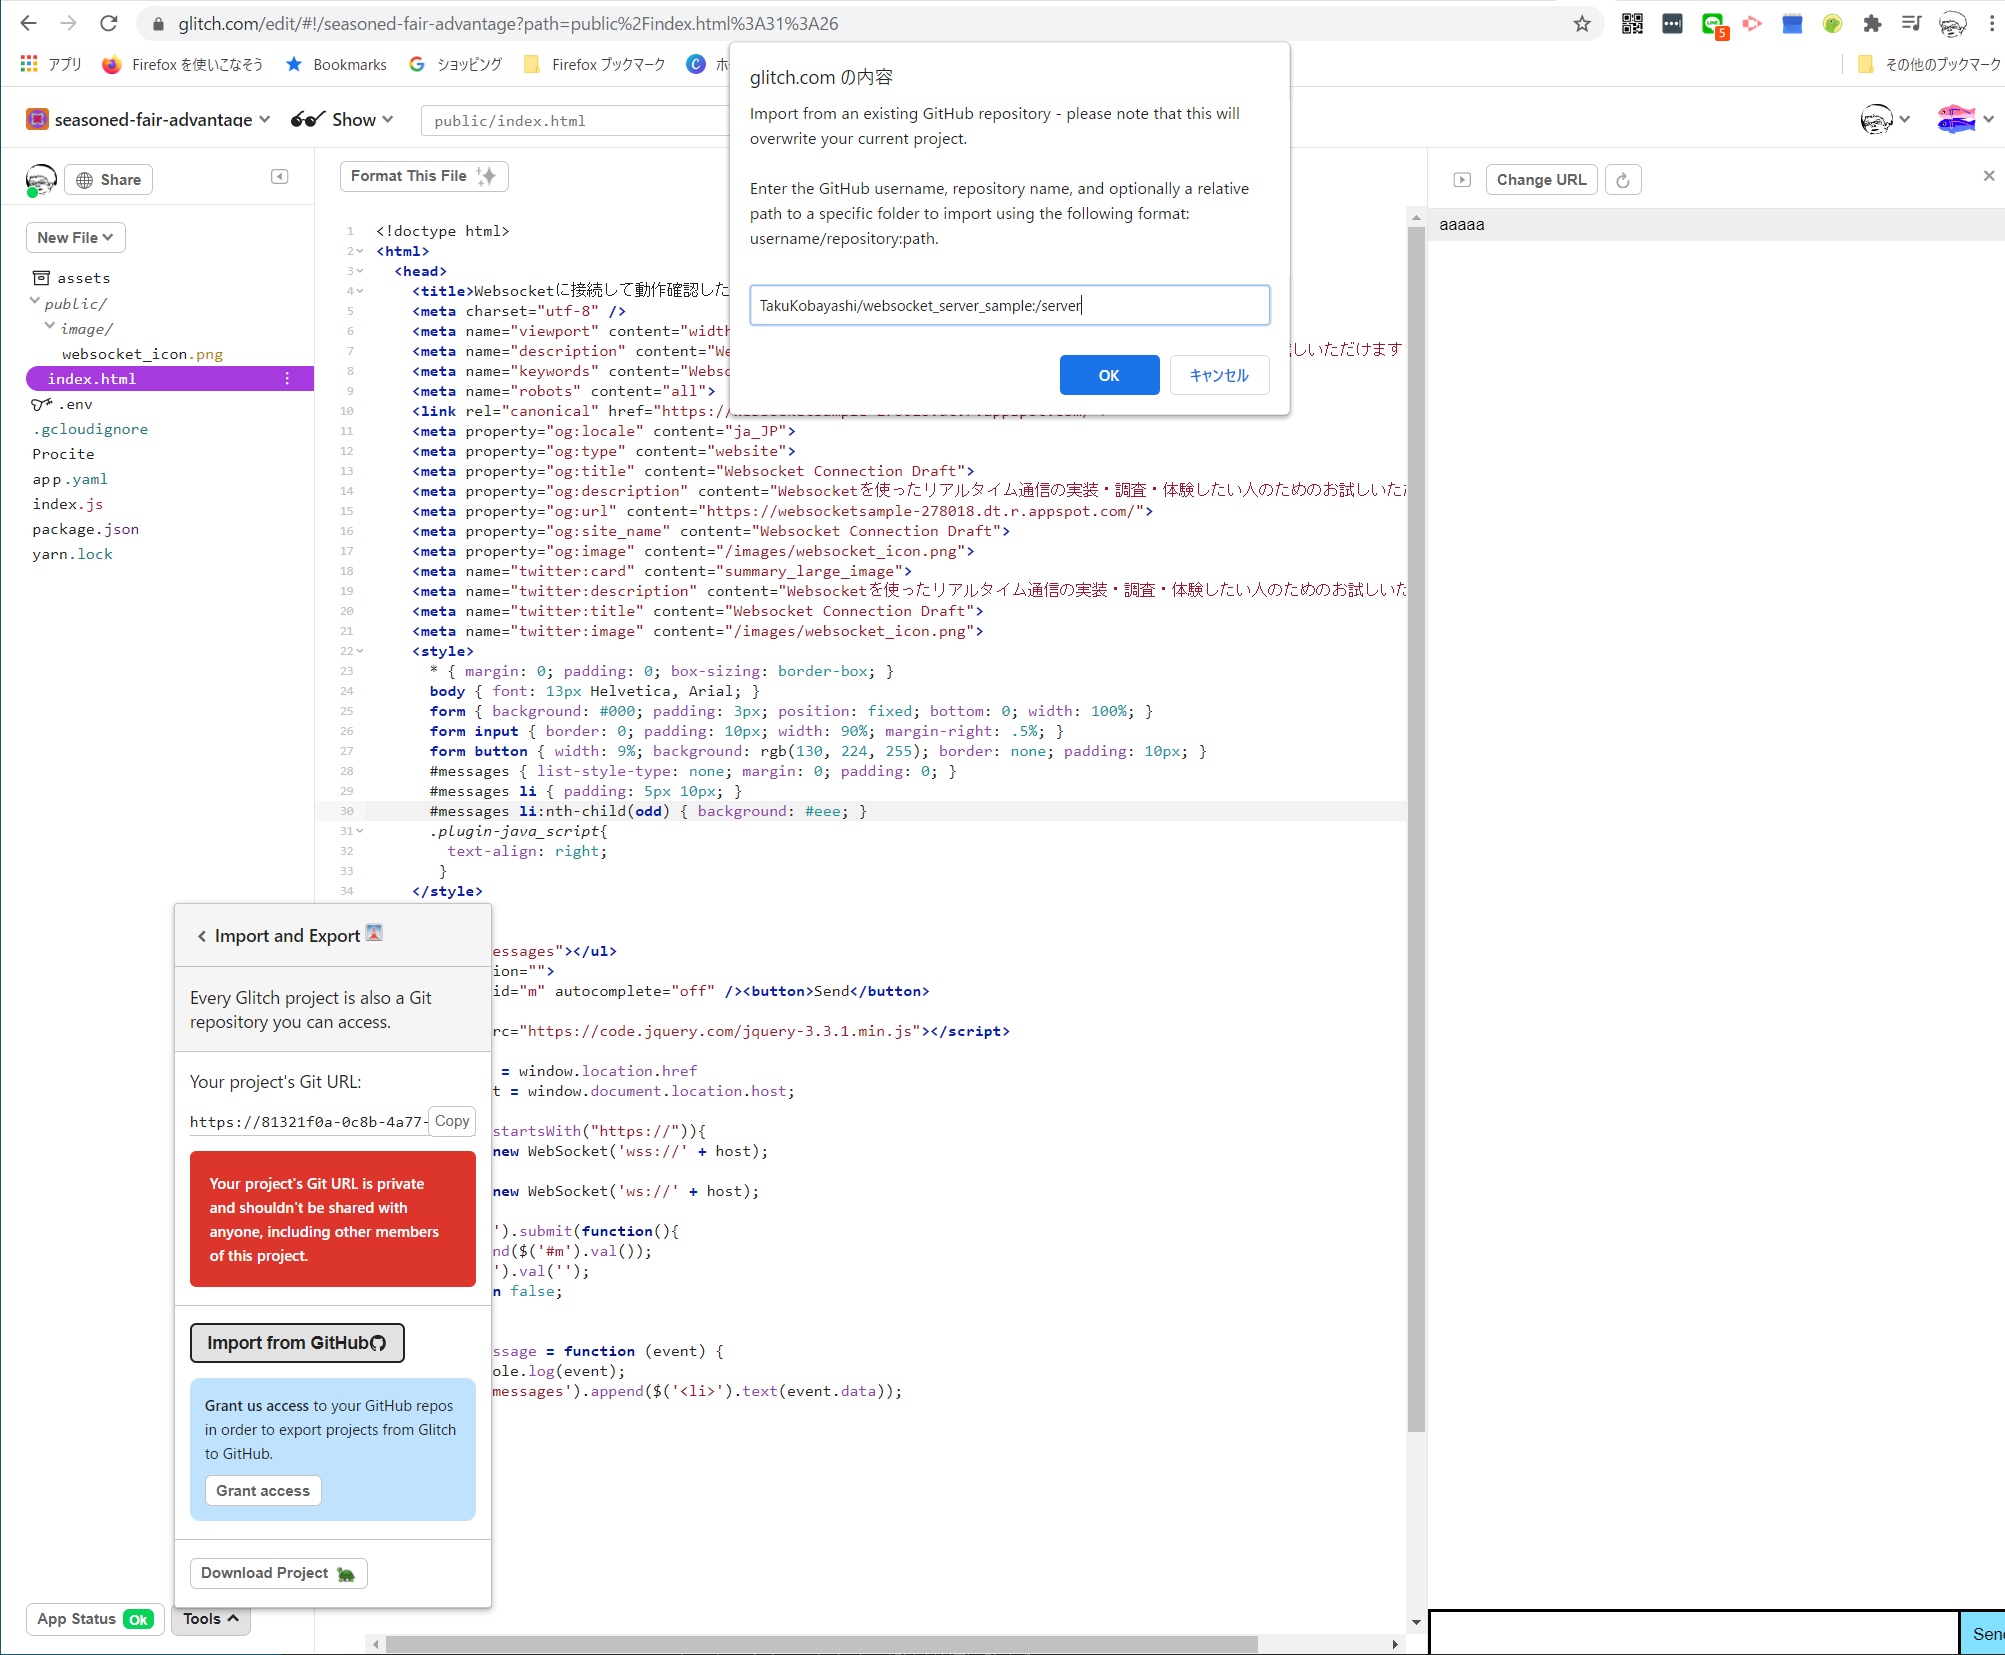 glitch.com/edit/#!/seasoned-fair-advantage?path=public%2Findex.html%3A31%3A26
5
アプリ Firefox を使いこなそう Bookmarks ショッピング Firefox ブックマーク その他のブックマーク
glitch.com の内容
Import from an existing GitHub repository - please note that this will
overwrite your current project.
Enter the GitHub username, repository name, and optionally a relative
path to a specific folder to import using the following format:
username/repository:path.
TakuKobayashi/websocket_server_sample:/server
OK キャンセル
seasoned-fair-advantage Show public/index.html
Share
New File
assets
public/
image/
websocket_icon.png
index.html
.env
.gcloudignore
Procite
app.yaml
index.js
package.json
yarn.lock
Format This File
1 <!doctype html>
2 <html>
3 <head>
4 <title>Websocketに接続して動作確認した
5 <meta charset="utf-8" />
6 <meta name="viewport" content="width
7 <meta name="description" content="We しいただけます
8 <meta name="keywords" content="Webso
9 <meta name="robots" content="all">
10 <link rel="canonical" href="https://
11 <meta property="og:locale" content="ja_JP">
12 <meta property="og:type" content="website">
13 <meta property="og:title" content="Websocket Connection Draft">
14 <meta property="og:description" content="Websocketを使ったリアルタイム通信の実装・調査・体験したい人のためのお試しいた
15 <meta property="og:url" content="https://websocketsample-278018.dt.r.appspot.com/">
16 <meta property="og:site_name" content="Websocket Connection Draft">
17 <meta property="og:image" content="/images/websocket_icon.png">
18 <meta name="twitter:card" content="summary_large_image">
19 <meta name="twitter:description" content="Websocketを使ったリアルタイム通信の実装・調査・体験したい人のためのお試しいた
20 <meta name="twitter:title" content="Websocket Connection Draft">
21 <meta name="twitter:image" content="/images/websocket_icon.png">
22 <style>
23 * { margin: 0; padding: 0; box-sizing: border-box; }
24 body { font: 13px Helvetica, Arial; }
25 form { background: #000; padding: 3px; position: fixed; bottom: 0; width: 100%; }
26 form input { border: 0; padding: 10px; width: 90%; margin-right: .5%; }
27 form button { width: 9%; background: rgb(130, 224, 255); border: none; padding: 10px; }
28 #messages { list-style-type: none; margin: 0; padding: 0; }
29 #messages li { padding: 5px 10px; }
30 #messages li:nth-child(odd) { background: #eee; }
31 .plugin-java_script{
32 text-align: right;
33 }
34 </style>
essages"></ul>
ion="">
id="m" autocomplete="off" /><button>Send</button>
rc="https://code.jquery.com/jquery-3.3.1.min.js"></script>
= window.location.href
t = window.document.location.host;
startsWith("https://")){
new WebSocket('wss://' + host);
new WebSocket('ws://' + host);
').submit(function(){
nd($('#m').val());
').val('');
n false;
ssage = function (event) {
ole.log(event);
messages').append($('<li>').text(event.data));
Import and Export
Every Glitch project is also a Git
repository you can access.
Your project's Git URL:
https://81321f0a-0c8b-4a77- Copy
Your project's Git URL is private
and shouldn't be shared with
anyone, including other members
of this project.
Import from GitHub
Grant us access to your GitHub repos
in order to export projects from Glitch
to GitHub.
Grant access
Download Project
App Status Ok Tools
Change URL
aaaaa
Sen